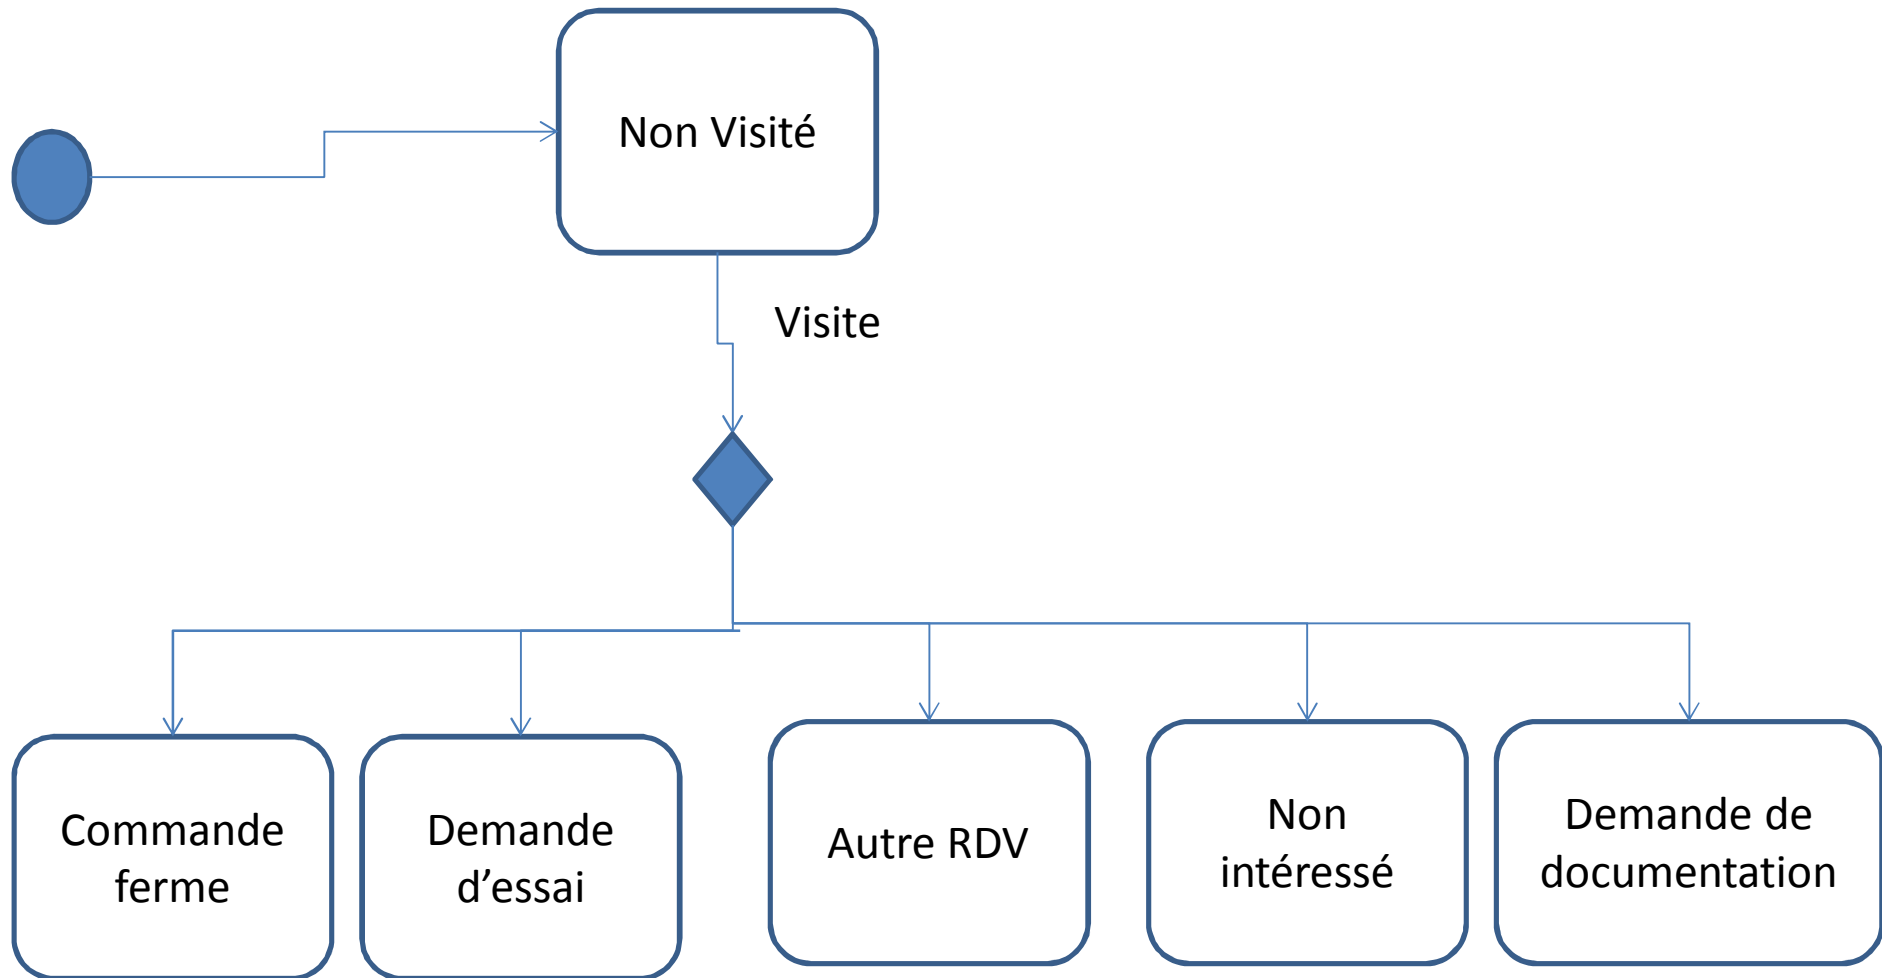 Non Visité
Visite
Commande
ferme
Demande
d’essai
Autre RDV
Non
intéressé
Demande de
documentation